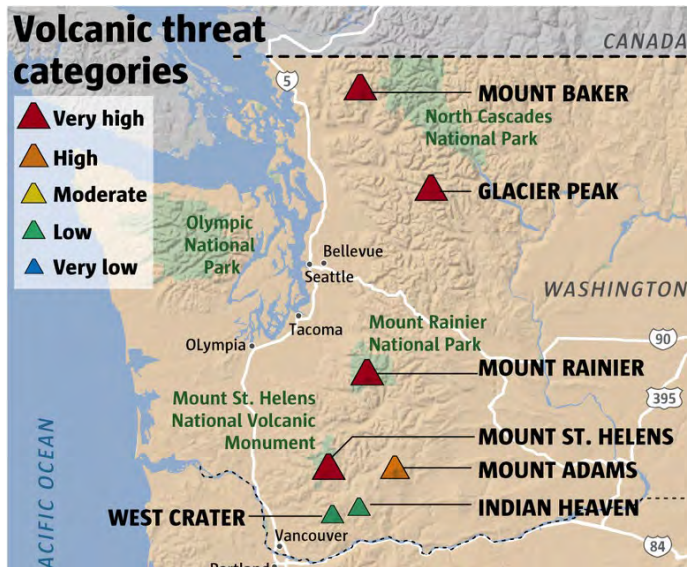 Volcanic threat
categories
Very high
High
Moderate
Low
Very low
CANADA
5
MOUNT BAKER
North Cascades
National Park
GLACIER PEAK
Olympic
National
Park
Bellevue
Seattle
WASHINGTON
Tacoma
OLympia
Mount Rainier
National Park
90
MOUNT RAINIER
395
Mount St. Helens
National Volcanic
Monument
MOUNT ST. HELENS
MOUNT ADAMS
INDIAN HEAVEN
WEST CRATER
Vancouver
84
ACIFIC OCEAN